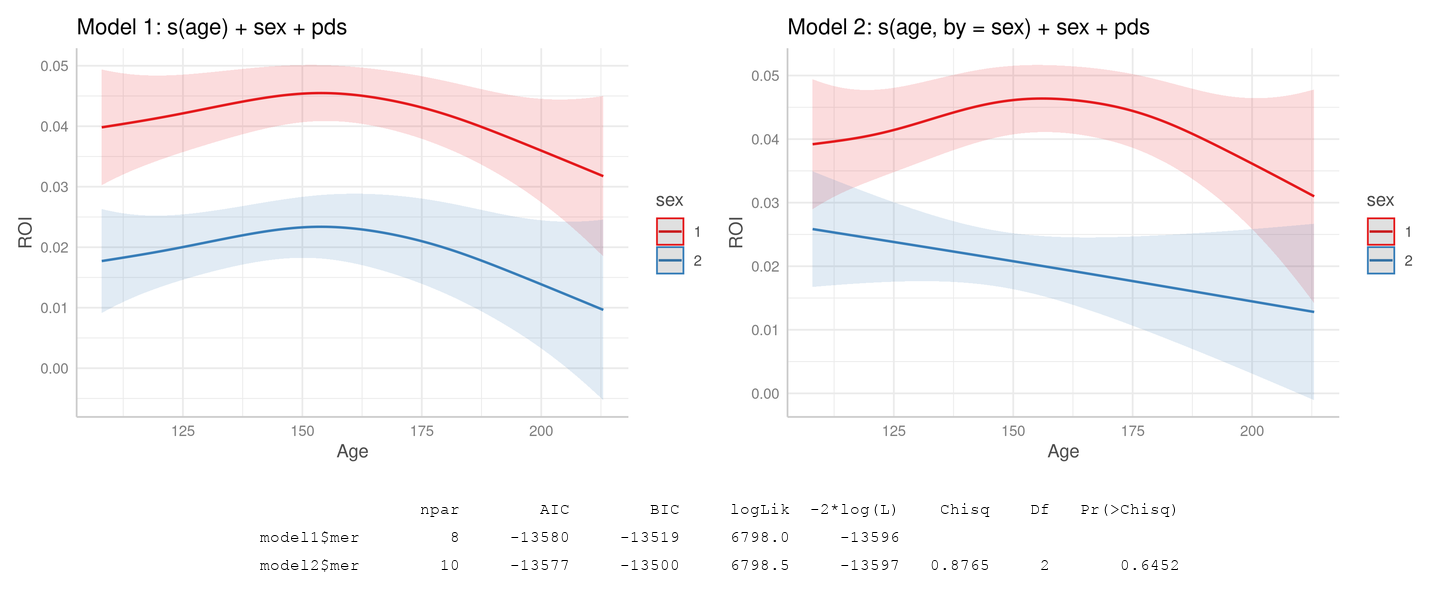 Model 1: s(age) + sex + pds
0.05
0.04
0.03
0.02
0.01
0.00
ROI
125 150 175 200
Age
sex
1
2
Model 2: s(age, by = sex) + sex + pds
0.05
0.04
0.03
0.02
0.01
0.00
ROI
125 150 175 200
Age
sex
1
2
npar AIC BIC logLik -2*log(L) Chisq Df Pr(>Chisq)
model1$mer 8 -13580 -13519 6798.0 -13596
model2$mer 10 -13577 -13500 6798.5 -13597 0.8765 2 0.6452